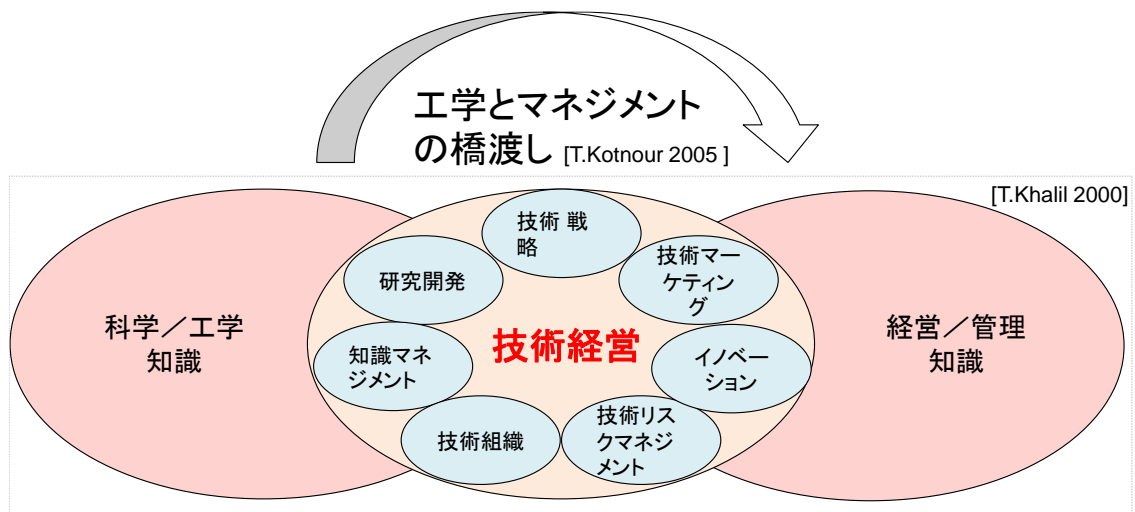 工学とマネジメント
の橋渡し [T.Kotnour 2005 ]
[T.Khalil 2000]
技術 戦
略
研究開発
技術マー
ケティン
グ
科学／工学
知識
技術経営
経営／管理
知識
知識マネ
ジメント
イノベー
ション
技術組織
技術リス
クマネジ
メント